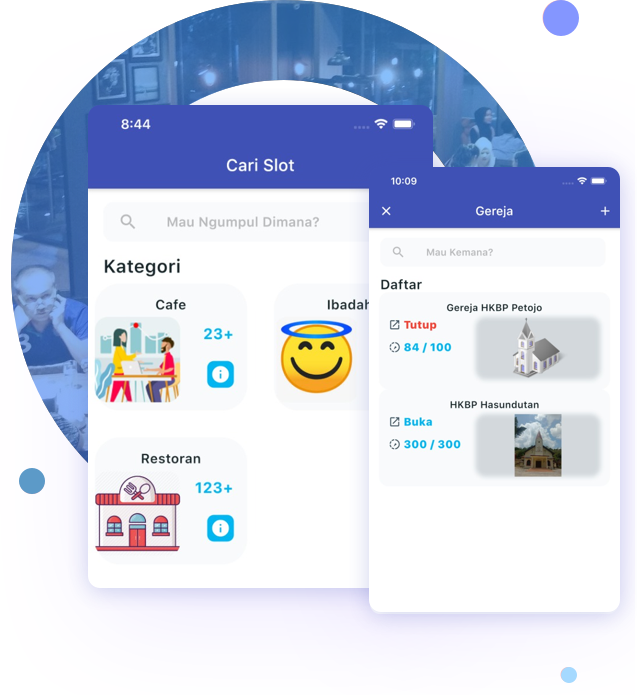 8:44
Cari Slot
Mau Ngumpul Dimana?
Kategori
Cafe
23+
Ibadah
Restoran
123+
10:09
Gereja
Mau Kemana?
Daftar
Gereja HKBP Petojo
Tutup
84 / 100
HKBP Hasundutan
Buka
300 / 300